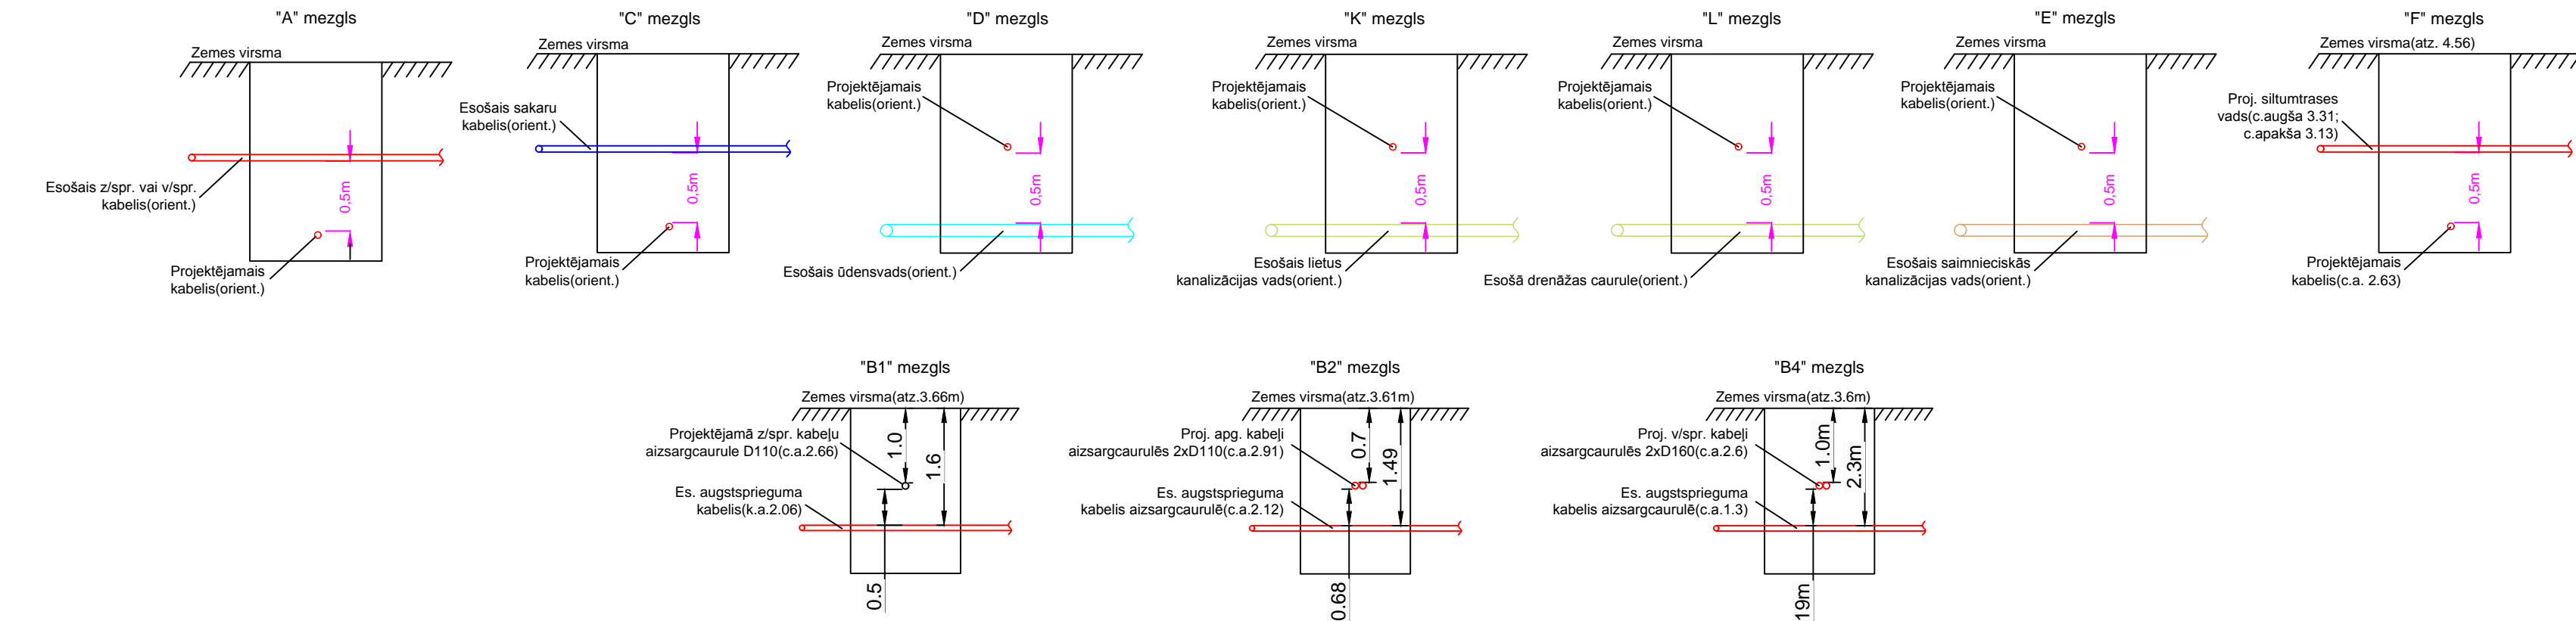 "A" mezgls
Zemes virsma
Esošais z/spr. vai v/spr.
kabelis(orient.)
0,5m
Projektējamais
kabelis(orient.)
"C" mezgls
Zemes virsma
Esošais sakaru
kabelis(orient.)
0,5m
Projektējamais
kabelis(orient.)
"D" mezgls
Zemes virsma
Projektējamais
kabelis(orient.)
0,5m
Esošais ūdensvads(orient.)
"K" mezgls
Zemes virsma
Projektējamais
kabelis(orient.)
0,5m
Esošais lietus
kanalizācijas vads(orient.)
"L" mezgls
Zemes virsma
Projektējamais
kabelis(orient.)
0,5m
Esošā drenāžas caurule(orient.)
"E" mezgls
Zemes virsma
Projektējamais
kabelis(orient.)
0,5m
Esošais saimnieciskās
kanalizācijas vads(orient.)
"F" mezgls
Zemes virsma(atz. 4.56)
Proj. siltumtrases
vads(c.augša 3.31;
c.apakša 3.13)
0,5m
Projektējamais
kabelis(c.a. 2.63)
"B1" mezgls
Zemes virsma(atz.3.66m)
Projektējamā z/spr. kabeļu
aizsargcaurule D110(c.a.2.66)
1.0
1.6
Es. augstsprieguma
kabelis(k.a.2.06)
0.5
"B2" mezgls
Zemes virsma(atz.3.61m)
Proj. apg. kabeļi
aizsargcaurulēs 2xD110(c.a.2.91)
0.7
1.49
Es. augstsprieguma
kabelis aizsargcaurulē(c.a.2.12)
0.68
"B4" mezgls
Zemes virsma(atz.3.6m)
Proj. v/spr. kabeļi
aizsargcaurulēs 2xD160(c.a.2.6)
1.0m
2.3m
Es. augstsprieguma
kabelis aizsargcaurulē(c.a.1.3)
19m